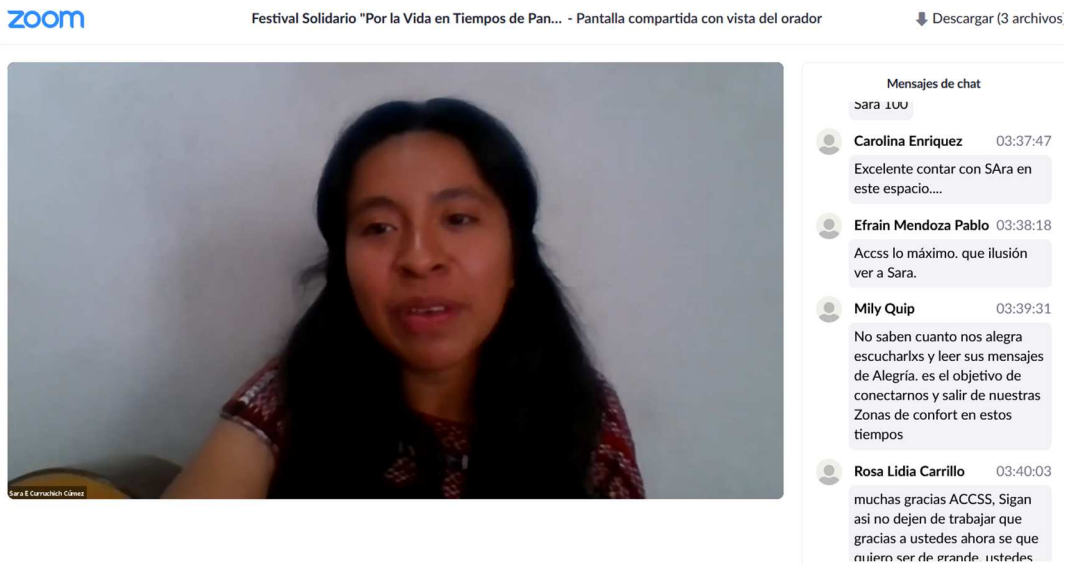 zoom
Festival Solidario "Por la Vida en Tiempos de Pan... - Pantalla compartida con vista del orador
Descargar (3 archivos)
Sara E Curruchich Cúmez
Mensajes de chat
Sara 100
Carolina Enriquez 03:37:47
Excelente contar con SAra en
este espacio....
Efrain Mendoza Pablo 03:38:18
Accss lo máximo. que ilusión
ver a Sara.
Mily Quip 03:39:31
No saben cuanto nos alegra
escucharlxs y leer sus mensajes
de Alegría. es el objetivo de
conectarnos y salir de nuestras
Zonas de confort en estos
tiempos
Rosa Lidia Carrillo 03:40:03
muchas gracias ACCSS, Sigan
asi no dejen de trabajar que
gracias a ustedes ahora se que
quiero ser de grande. ustedes